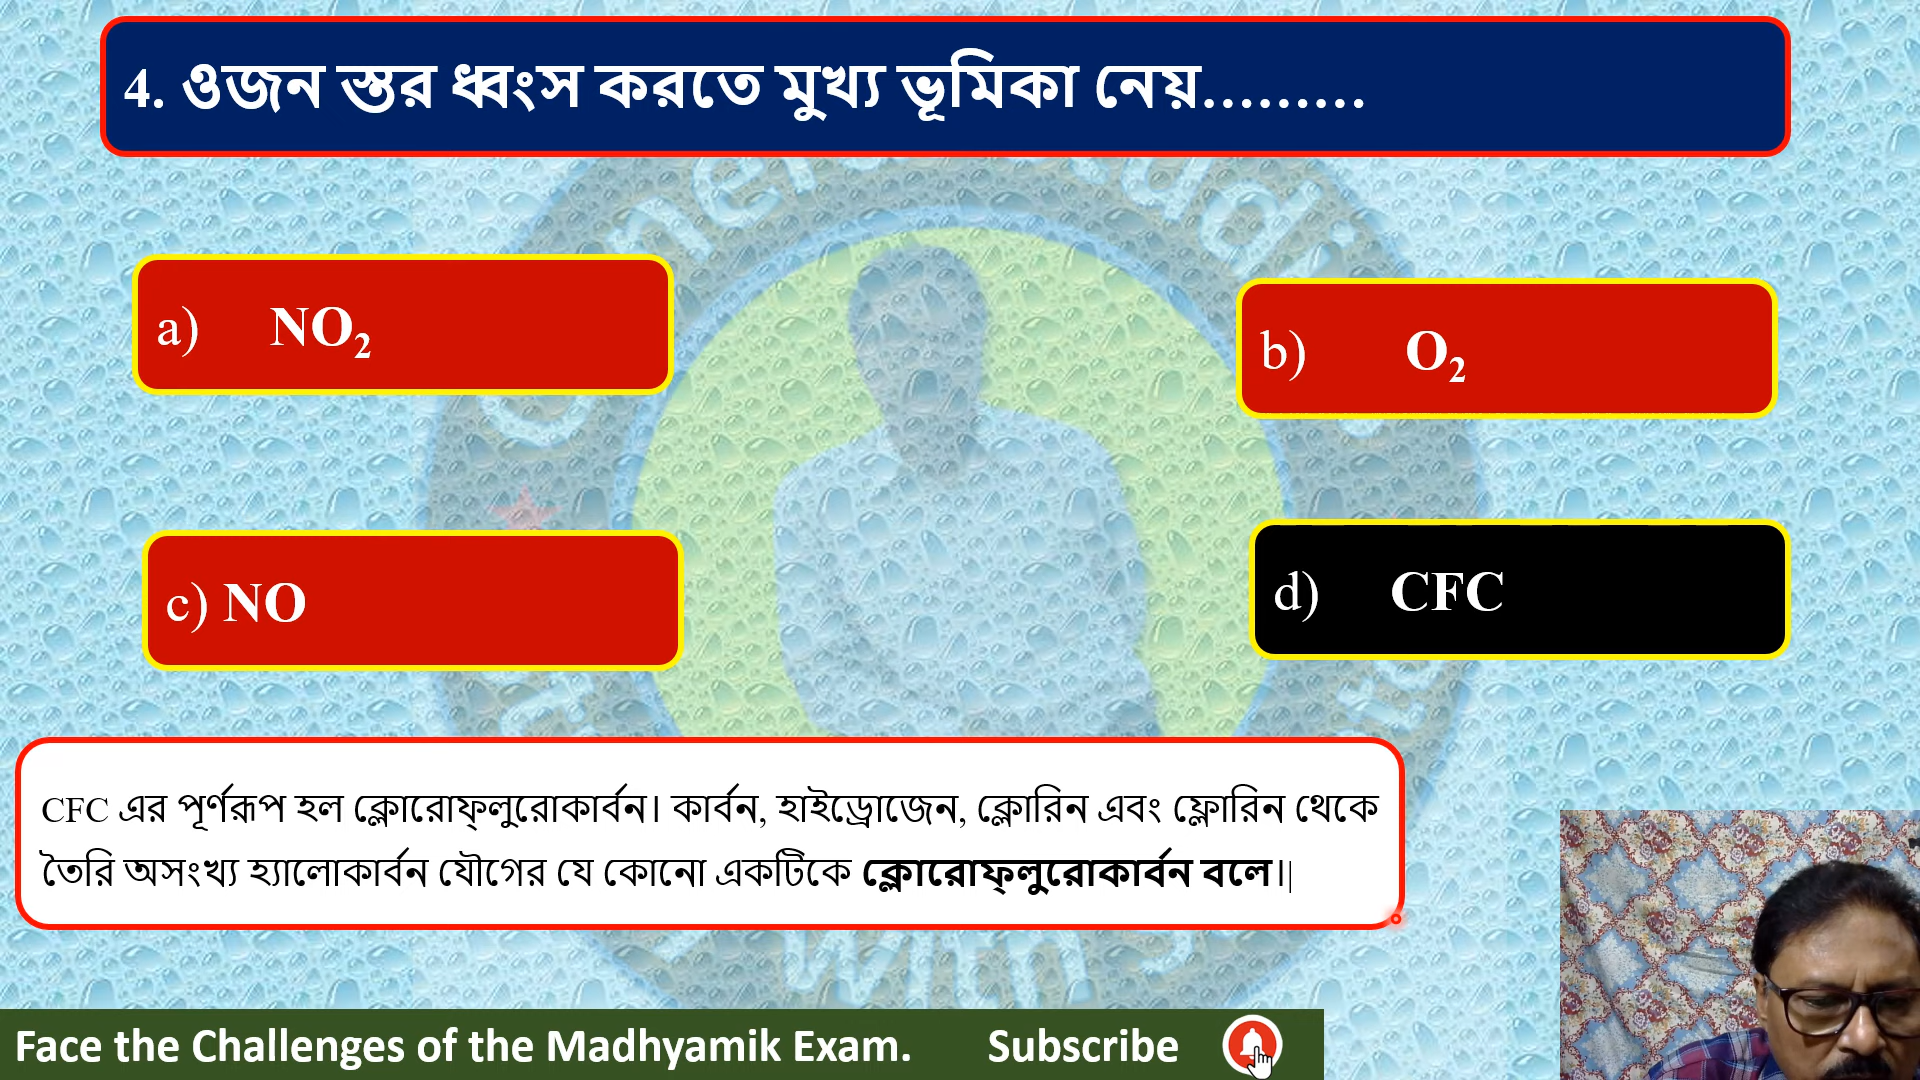 4. ওজন স্তর ধ্বংস করতে মুখ্য ভূমিকা নেয়.........
a) NO₂
b) O₂
c) NO
d) CFC
CFC এর পূর্ণরূপ হল ক্লোরোফ্লুরোকার্বন। কার্বন, হাইড্রোজেন, ক্লোরিন এবং ফ্লোরিন থেকে
তৈরি অসংখ্য হ্যালোকার্বন যৌগের যে কোনো একটিকে ক্লোরোফ্লুরোকার্বন বলে।|
with
Face the Challenges of the Madhyamik Exam. Subscribe